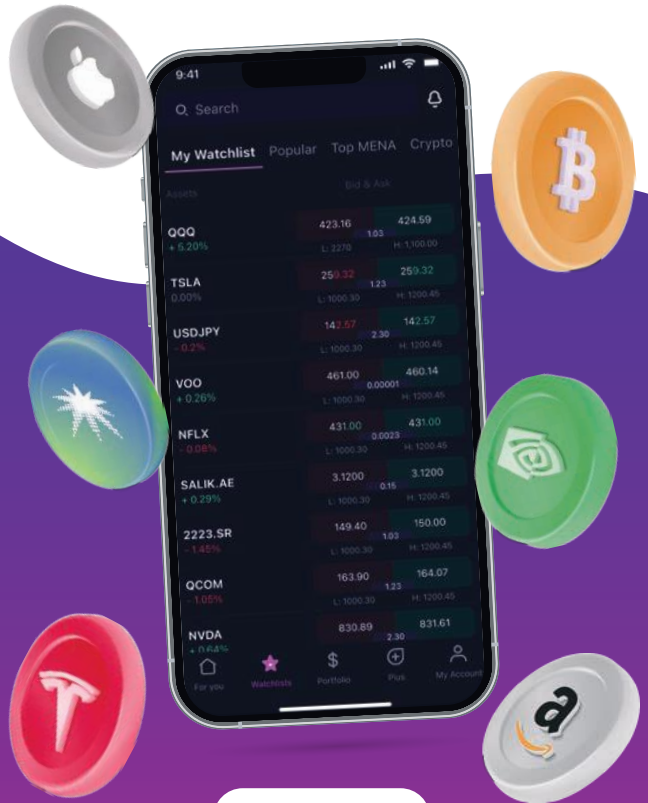 9:41
Search
My Watchlist Popular Top MENA Crypto
Assets Bid & Ask
QQQ 423.16 424.59
1.03
+ 5.20% L: 2270 H: 1,100.00
TSLA 259.32 259.32
1.23
0.00% L: 1000.30 H: 1200.45
USDJPY 142.57 142.57
2.30
- 0.2% L: 1000.30 H: 1200.45
VOO 461.00 460.14
0.00001
+ 0.26% L: 1000.30 H: 1200.45
NFLX 431.00 431.00
0.0023
- 0.08% L: 1000.30 H: 1200.45
SALIK.AE 3.1200 3.1200
0.15
+ 0.29% L: 1000.30 H: 1200.45
2223.SR 149.40 150.00
1.03
- 1.45% L: 1000.30 H: 1200.45
QCOM 163.90 164.07
1.23
- 1.05% L: 1000.30 H: 1200.45
NVDA 830.89 831.61
2.30
+ 0.64%
For you Watchlists Portfolio Plus My Account